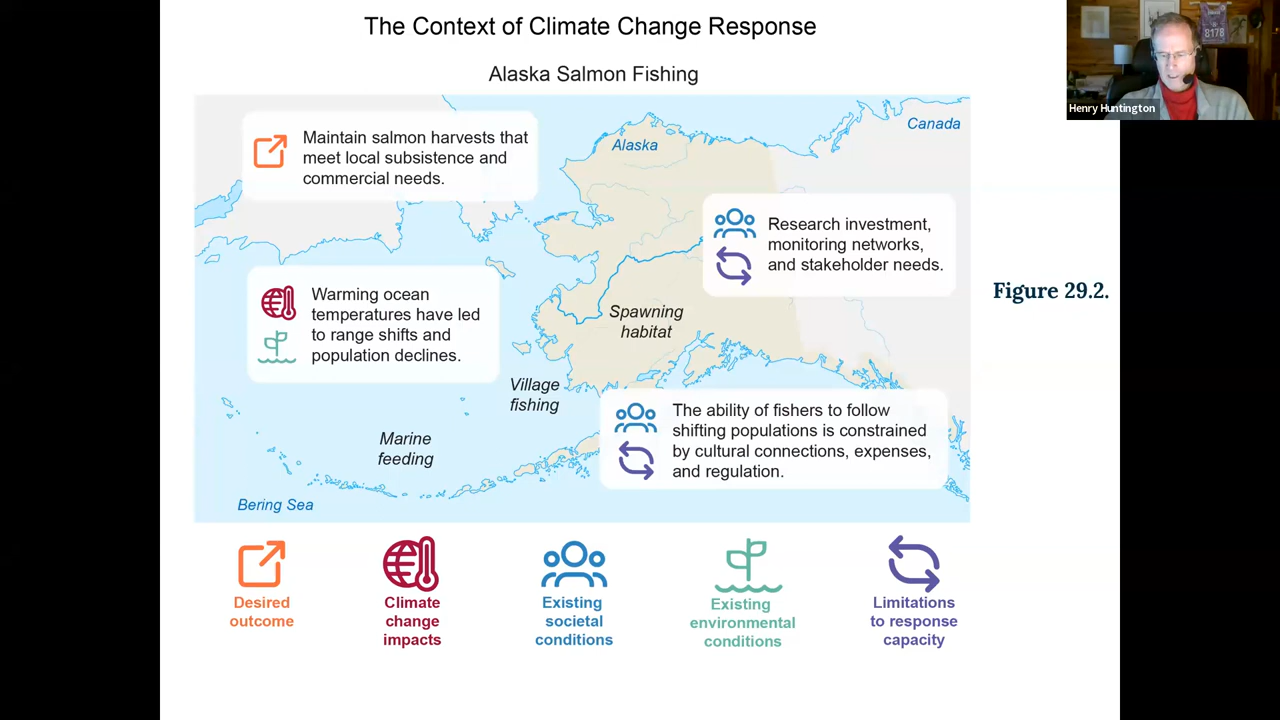 The Context of Climate Change Response
Alaska Salmon Fishing
8178
Henry Huntington
Canada
Alaska
Maintain salmon harvests that
meet local subsistence and
commercial needs.
Research investment,
monitoring networks,
and stakeholder needs.
Figure 29.2.
Warming ocean
temperatures have led
to range shifts and
population declines.
Spawning
habitat
Village
fishing
The ability of fishers to follow
shifting populations is constrained
by cultural connections, expenses,
and regulation.
Marine
feeding
Bering Sea
Desired
outcome
Climate
change
impacts
Existing
societal
conditions
Existing
environmental
conditions
Limitations
to response
capacity